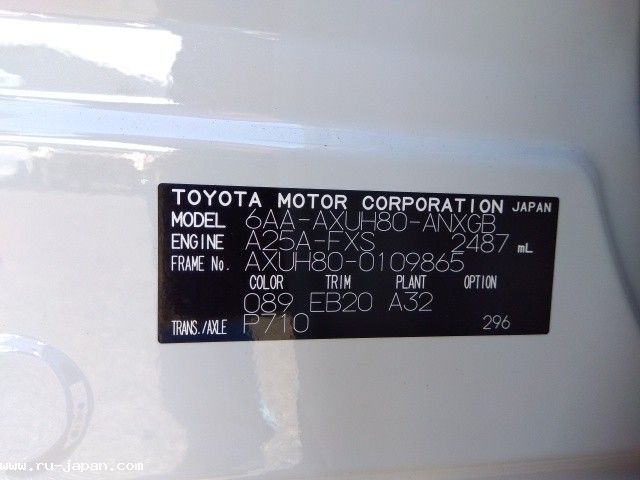 TOYOTA MOTOR CORPORATION JAPAN
MODEL 6AA-AXUH80-ANXGB
ENGINE A25A-FXS 2487 mL
FRAME No. AXUH80-0109865
COLOR TRIM PLANT OPTION
089 EB20 A32
TRANS./AXLE P710 296
www.ru-japan.com